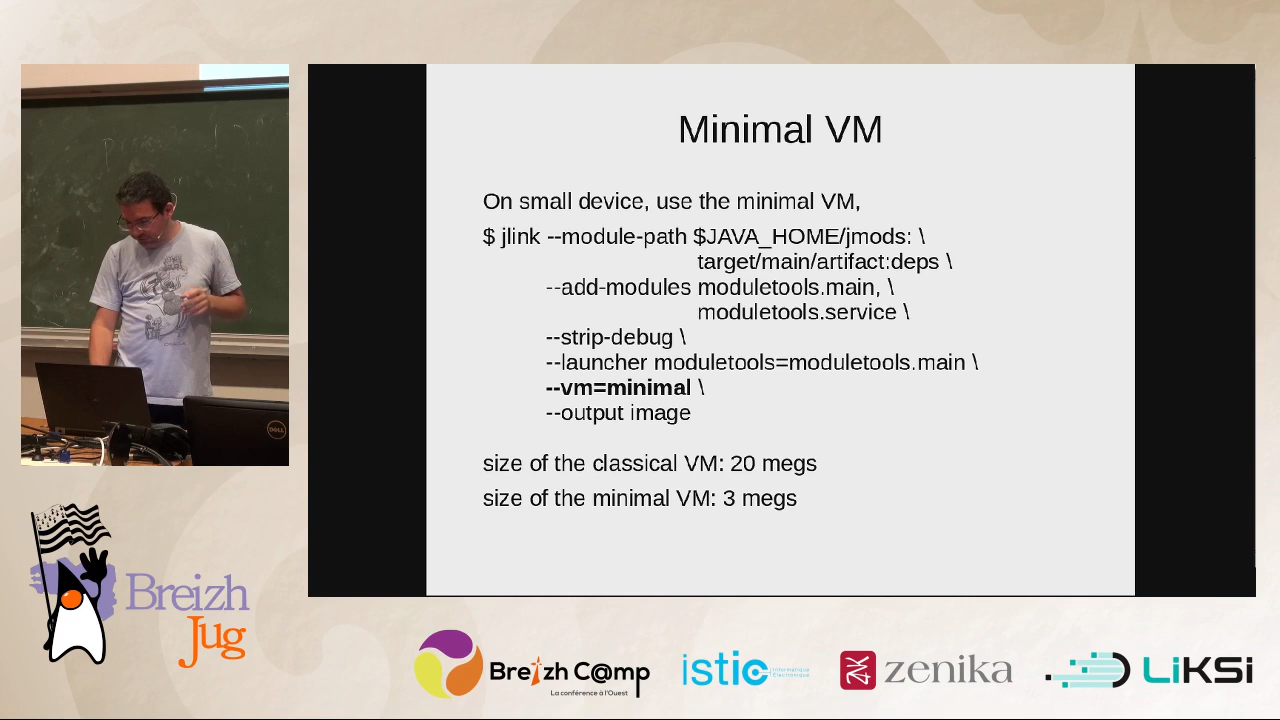 Minimal VM
On small device, use the minimal VM,
$ jlink --module-path $JAVA_HOME/jmods: \
target/main/artifact:deps \
--add-modules moduletools.main, \
moduletools.service \
--strip-debug \
--launcher moduletools=moduletools.main \
--vm=minimal \
--output image
size of the classical VM: 20 megs
size of the minimal VM: 3 megs
DELL
Breizh
Jug
Breizh C@mp
La conférence à l'Ouest
istic
Informatique
Électronique
zenika
LiKSi